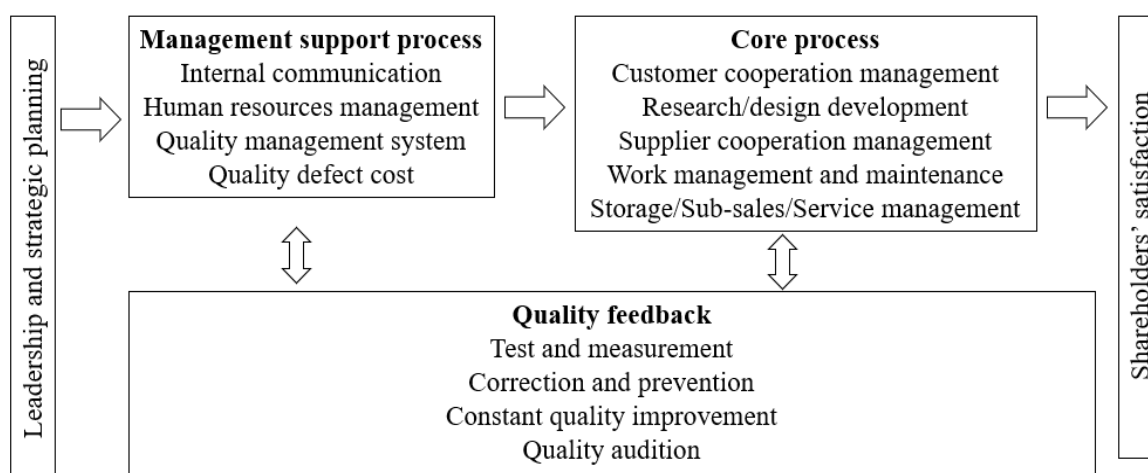 Leadership and strategic planning
Management support process
Internal communication
Human resources management
Quality management system
Quality defect cost
Core process
Customer cooperation management
Research/design development
Supplier cooperation management
Work management and maintenance
Storage/Sub-sales/Service management
Quality feedback
Test and measurement
Correction and prevention
Constant quality improvement
Quality audition
Shareholders' satisfaction